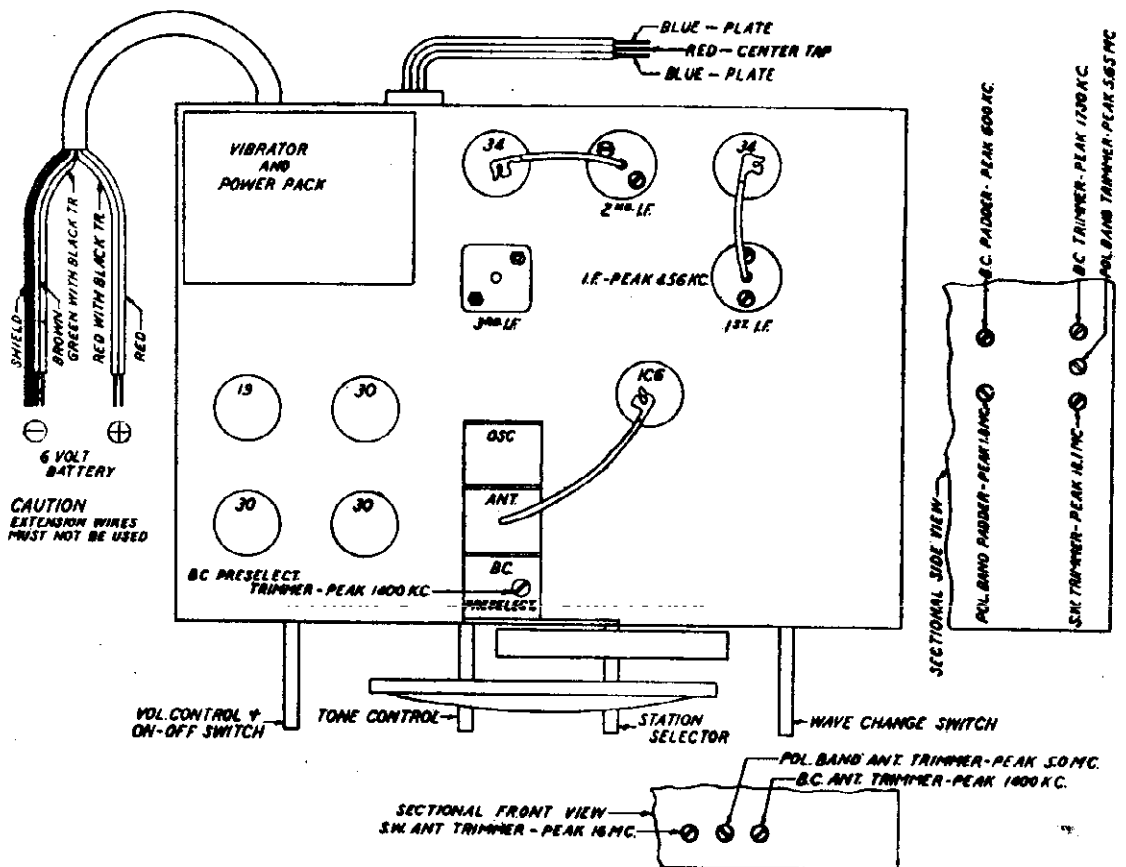 BLUE - PLATE
RED - CENTER TAP
BLUE - PLATE
VIBRATOR
AND
POWER PACK
34
2ND. I.F.
34
3RD. I.F.
I.F. - PEAK 456 KC.
1ST. I.F.
SHIELD
BROWN
GREEN WITH BLACK TR.
RED WITH BLACK TR.
RED
6 VOLT
BATTERY
CAUTION
EXTENSION WIRES
MUST NOT BE USED
19
30
1C6
30
30
OSC
ANT.
B.C.
PRESELECT.
B.C. PRESELECT.
TRIMMER - PEAK 1400 KC
VOL. CONTROL &
ON-OFF SWITCH
TONE CONTROL
STATION
SELECTOR
WAVE CHANGE SWITCH
SECTIONAL SIDE VIEW
B.C. PADDER - PEAK 600 KC.
POL. BAND PADDER - PEAK 1.8 MC.
BC TRIMMER - PEAK 1730 KC.
POL. BAND TRIMMER - PEAK 5.65 MC
S.W. TRIMMER - PEAK 18.1 MC.
SECTIONAL FRONT VIEW
S.W. ANT TRIMMER - PEAK 16 MC.
POL. BAND ANT. TRIMMER - PEAK 5.0 MC.
B.C. ANT. TRIMMER - PEAK 1400 KC.